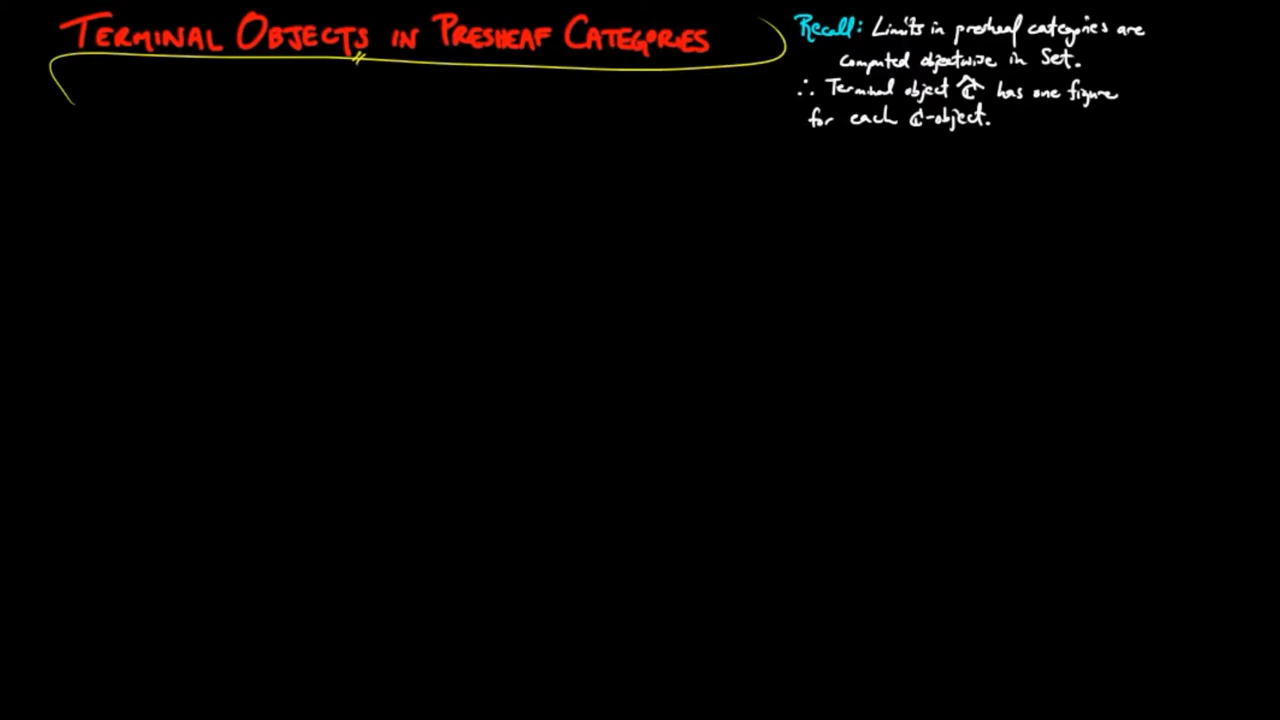 TERMINAL OBJECTS IN PRESHEAF CATEGORIES
Recall: Limits in presheaf categories are
computed objectwise in Set.
∴ Terminal object ℂ̂ has one figure
for each ℂ-object.